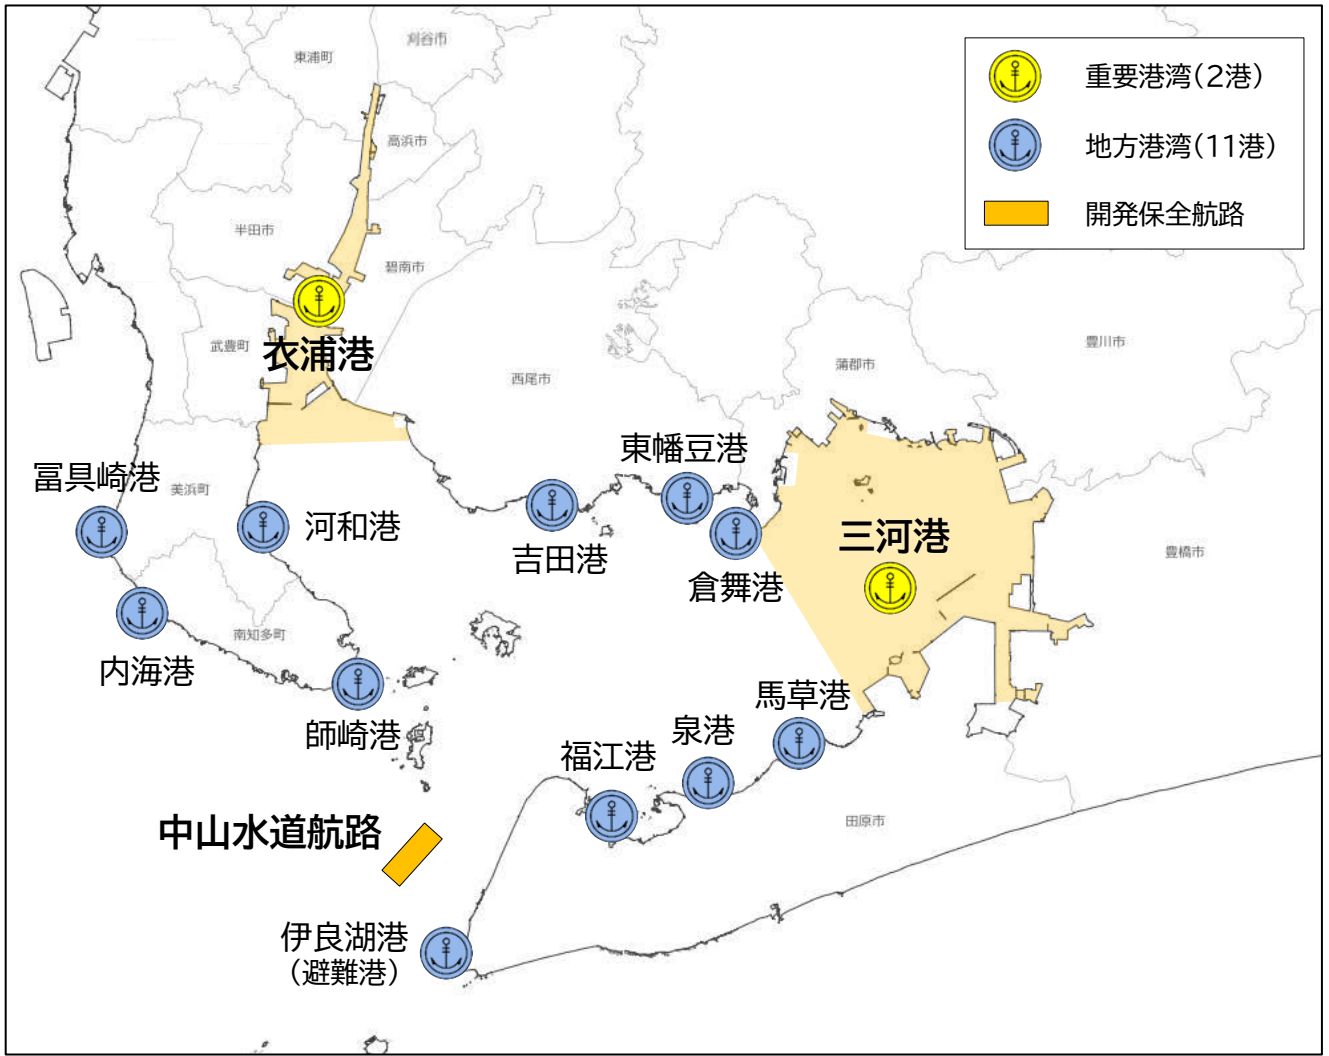 東浦町
刈谷市
重要港湾(2港)
高浜市
地方港湾(11港)
開発保全航路
半田市
碧南市
武豊町
衣浦港
西尾市
蒲郡市
豊川市
東幡豆港
冨具崎港
美浜町
河和港
吉田港
倉舞港
三河港
豊橋市
南知多町
内海港
師崎港
馬草港
泉港
福江港
中山水道航路
田原市
伊良湖港
(避難港)